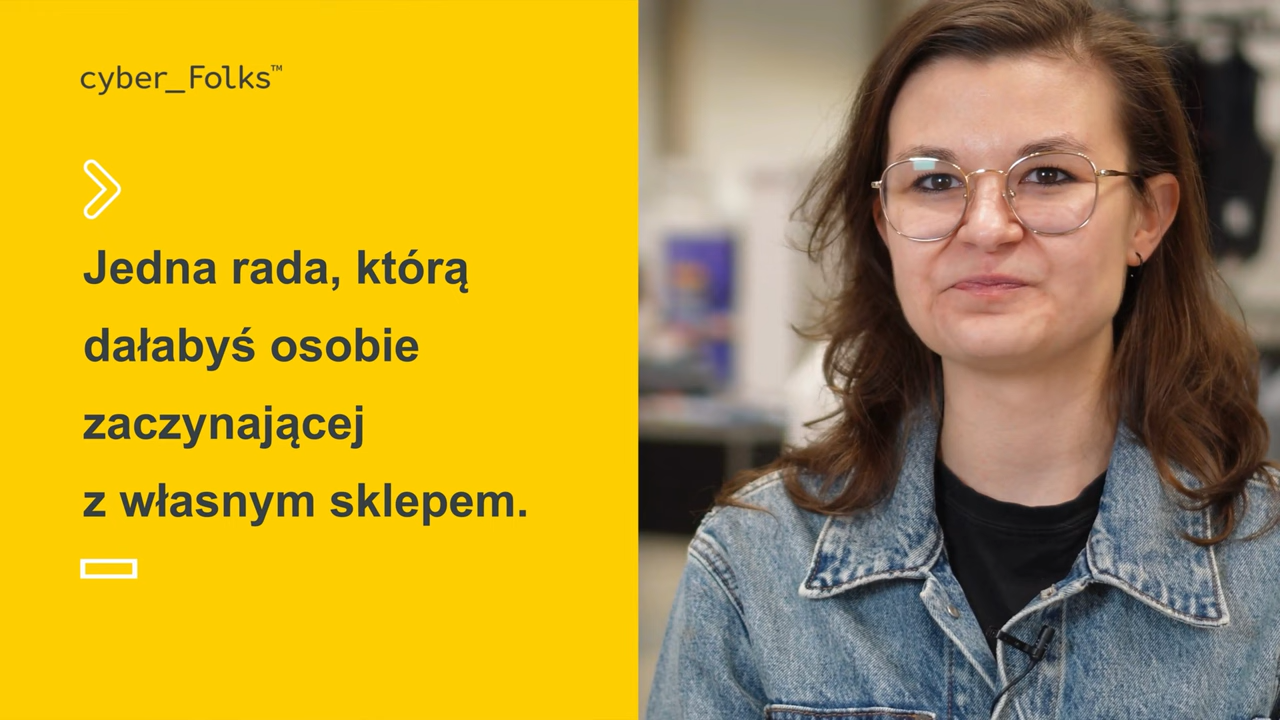 cyber_Folks™
Jedna rada, którą
dałabyś osobie
zaczynającej
z własnym sklepem.